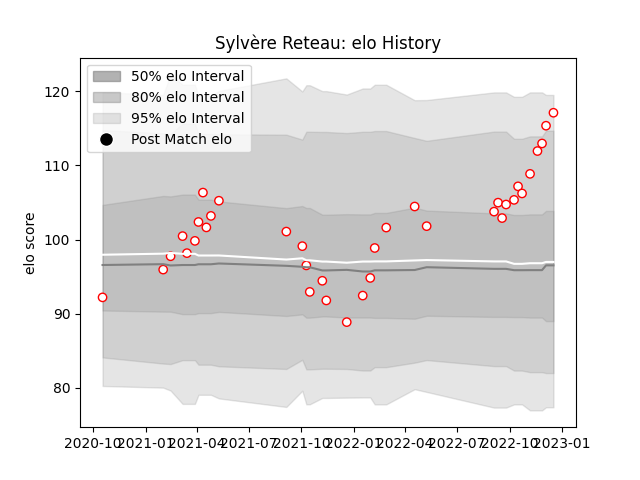 Sylvère Reteau: elo History
50% elo Interval
80% elo Interval
95% elo Interval
Post Match elo
elo score
120
110
100
90
80
2020-10 2021-01 2021-04 2021-07 2021-10 2022-01 2022-04 2022-07 2022-10 2023-01